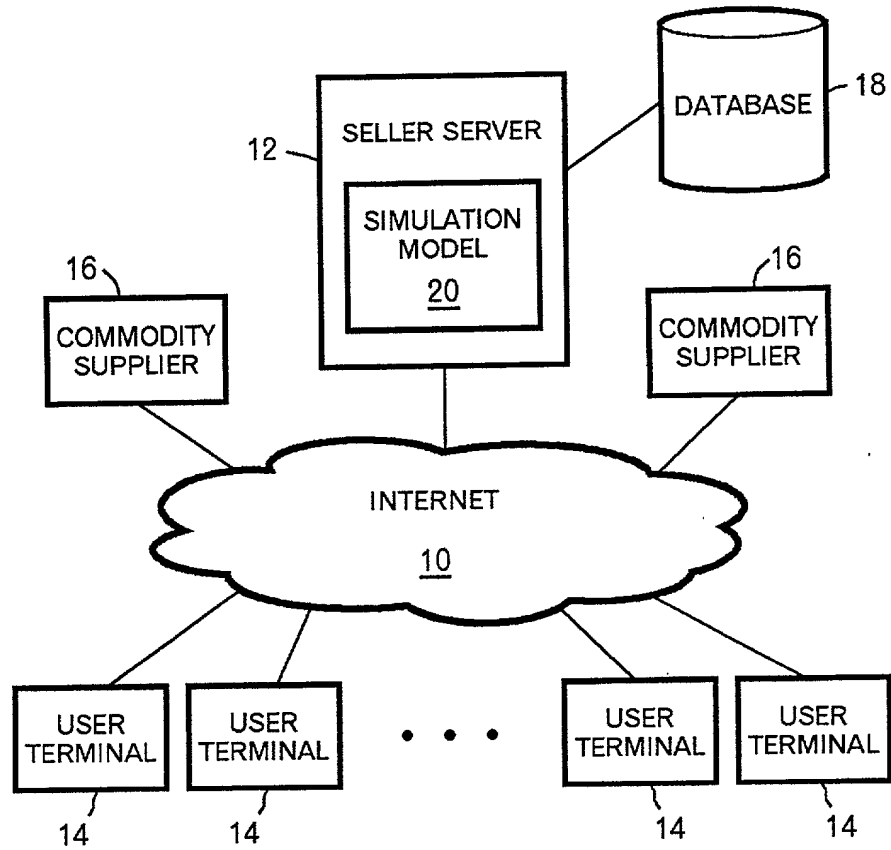 18
DATABASE
12
SELLER SERVER
SIMULATION
MODEL
20
16
COMMODITY
SUPPLIER
16
COMMODITY
SUPPLIER
INTERNET
10
USER
TERMINAL
USER
TERMINAL
• • •
USER
TERMINAL
USER
TERMINAL
14
14
14
14